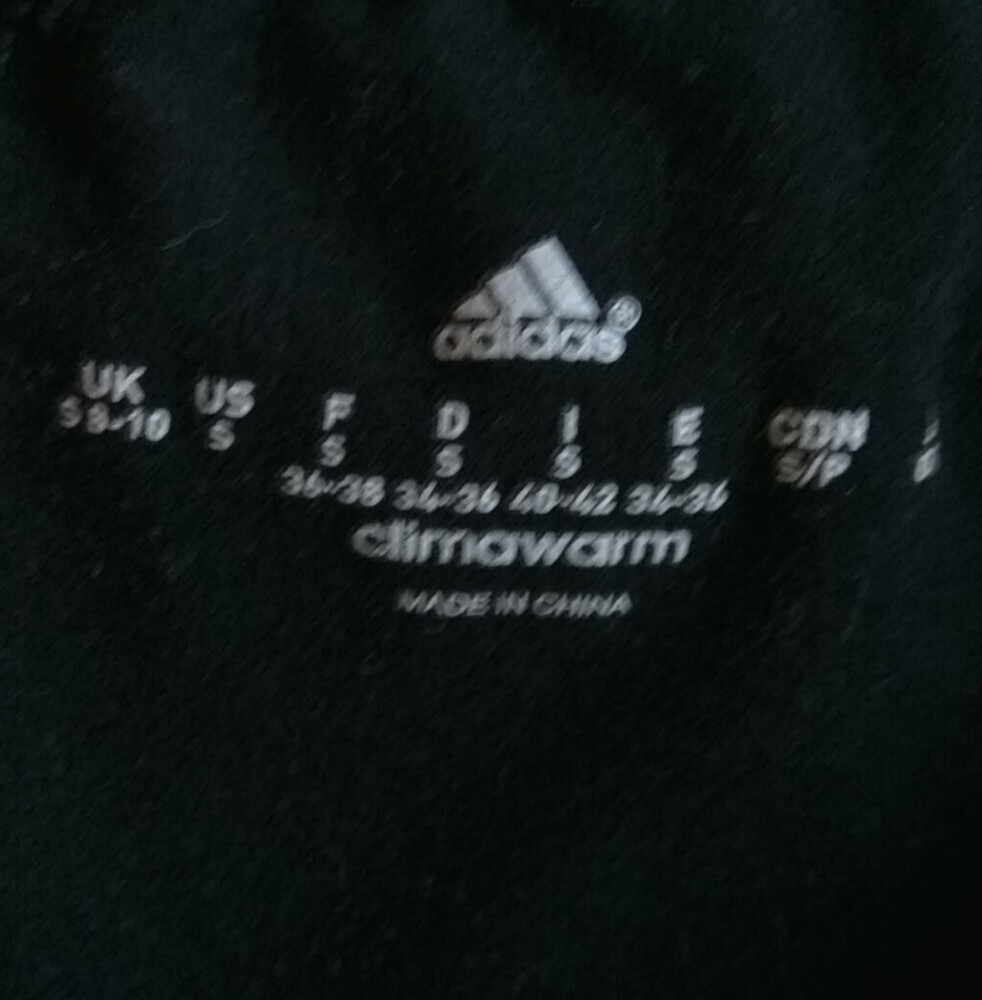 adidas®
UK US F D I E CDN
S 8-10 S S S S S S/P
36-38 34-36 40-42 34-36
climawarm
MADE IN CHINA